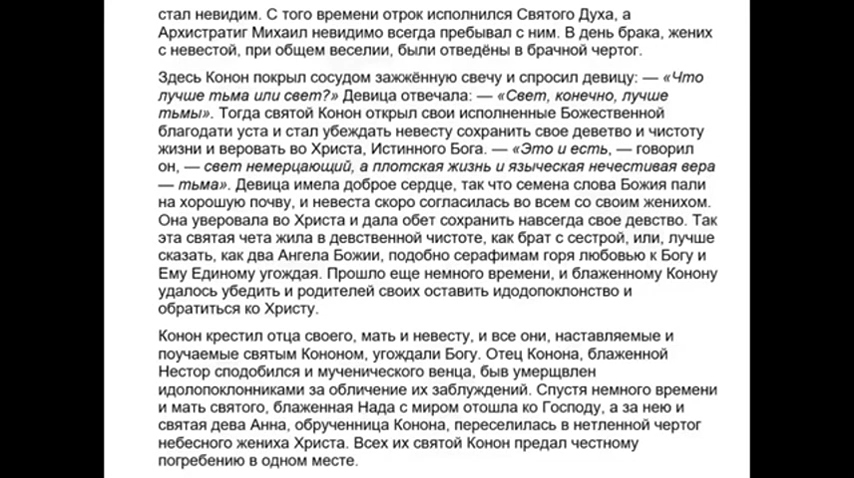 стал невидим. С того времени отрок исполнился Святого Духа, а
Архистратиг Михаил невидимо всегда пребывал с ним. В день брака, жених
с невестой, при общем веселии, были отведёны в брачной чертог.
Здесь Конон покрыл сосудом зажжённую свечу и спросил девицу: — «Что
лучше тьма или свет?» Девица отвечала: — «Свет, конечно, лучше
тьмы». Тогда святой Конон открыл свои исполненные Божественной
благодати уста и стал убеждать невесту сохранить свое деветво и чистоту
жизни и веровать во Христа, Истинного Бога. — «Это и есть, — говорил
он, — свет немерцающий, а плотская жизнь и языческая нечестивая вера
— тьма». Девица имела доброе сердце, так что семена слова Божия пали
на хорошую почву, и невеста скоро согласилась во всем со своим женихом.
Она уверовала во Христа и дала обет сохранить навсегда свое девство. Так
эта святая чета жила в девственной чистоте, как брат с сестрой, или, лучше
сказать, как два Ангела Божии, подобно серафимам горя любовью к Богу и
Ему Единому угождая. Прошло еще немного времени, и блаженному Конону
удалось убедить и родителей своих оставить идодопоклонство и
обратиться ко Христу.
Конон крестил отца своего, мать и невесту, и все они, наставляемые и
поучаемые святым Кононом, угождали Богу. Отец Конона, блаженной
Нестор сподобился и мученического венца, быв умерщвлен
идолопоклонниками за обличение их заблуждений. Спустя немного времени
и мать святого, блаженная Нада с миром отошла ко Господу, а за нею и
святая дева Анна, обрученница Конона, переселилась в нетленной чертог
небесного жениха Христа. Всех их святой Конон предал честному
погребению в одном месте.